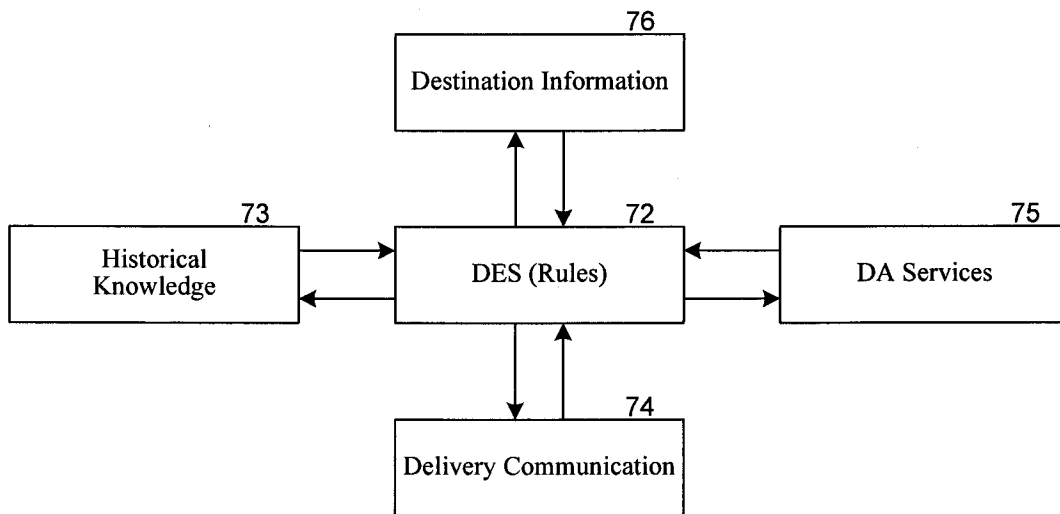 76
Destination Information
73
Historical
Knowledge
72
DES (Rules)
75
DA Services
74
Delivery Communication